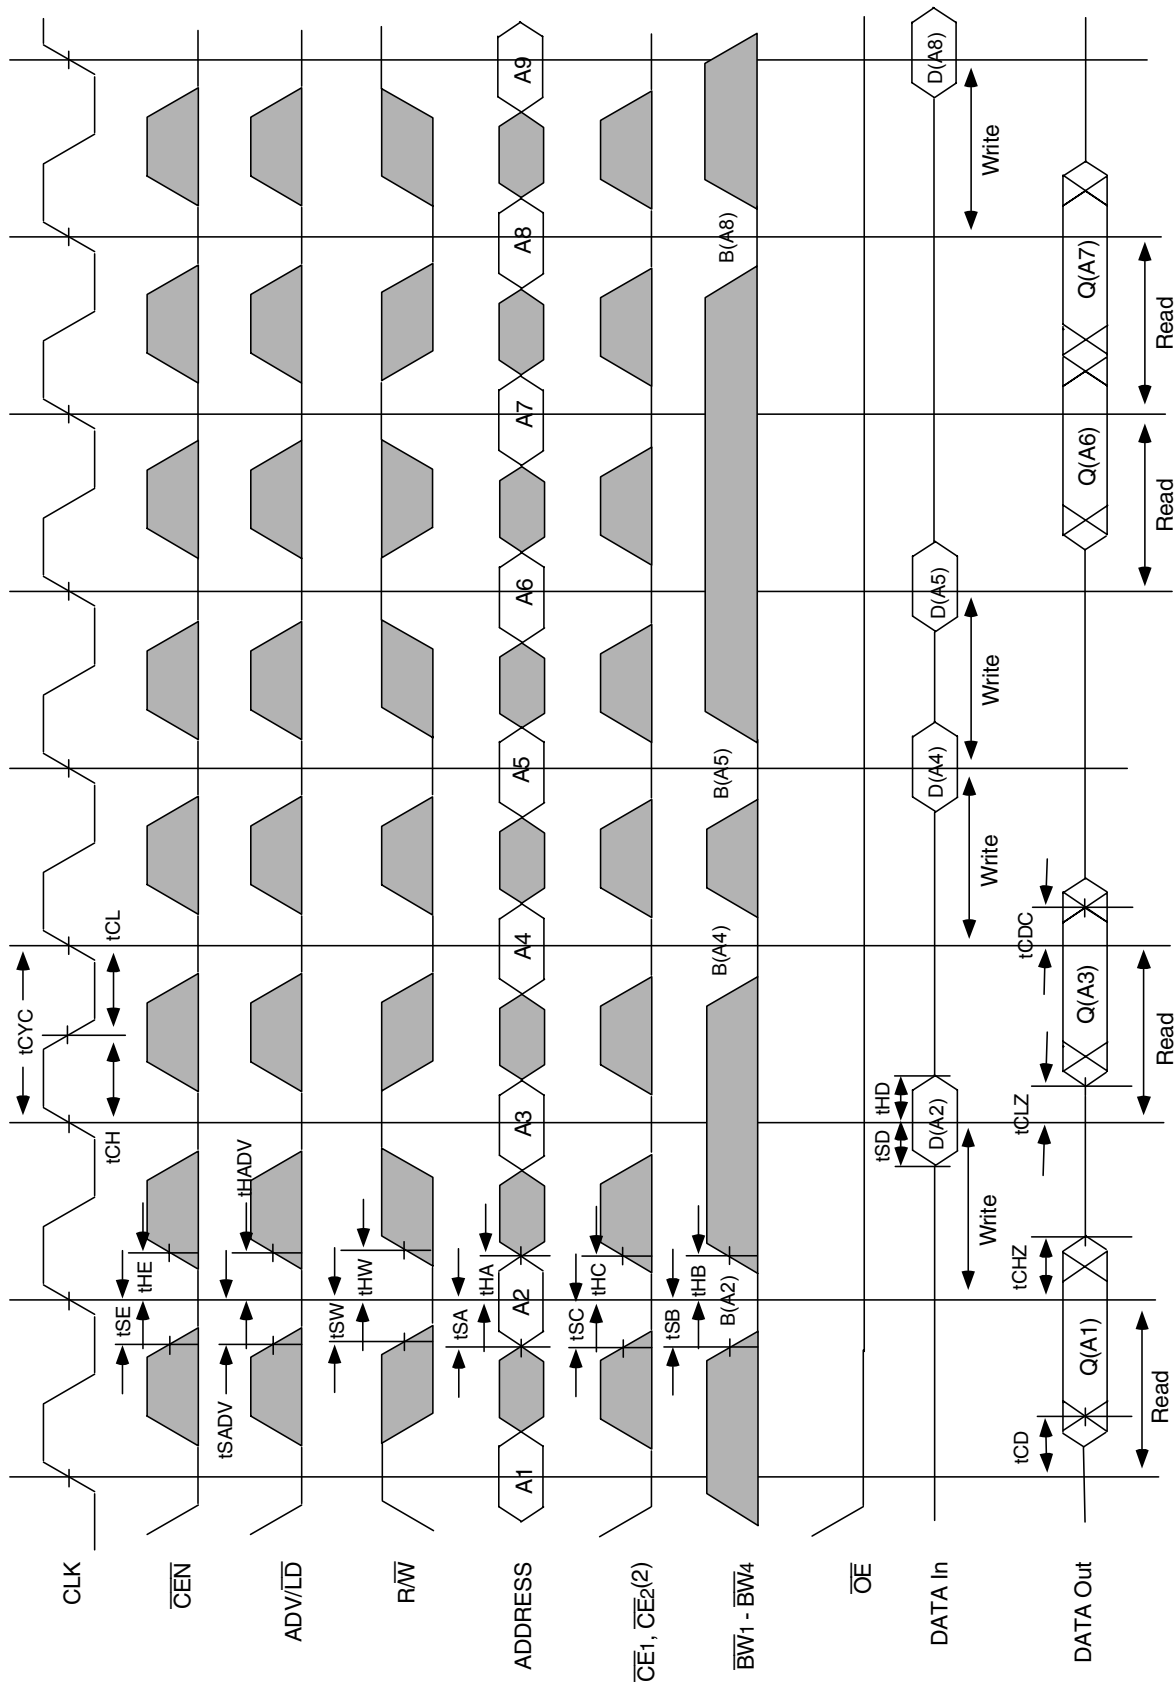 tCYC
CLK
tCH
tCL
tSE
tHE
CEN
tSADV
tHADV
ADV/LD
tSW
tHW
R/W
tSA
tHA
ADDRESS
A1
A2
A3
A4
A5
A6
A7
A8
A9
tSC
tHC
CE1, CE2(2)
tSB
tHB
BW1 - BW4
B(A2)
B(A4)
B(A5)
B(A8)
OE
tSD
tHD
DATA In
D(A2)
D(A4)
D(A5)
D(A8)
Write
Write
Write
Write
tCD
tCHZ
tCLZ
tCDC
DATA Out
Q(A1)
Q(A3)
Q(A6)
Q(A7)
Read
Read
Read
Read